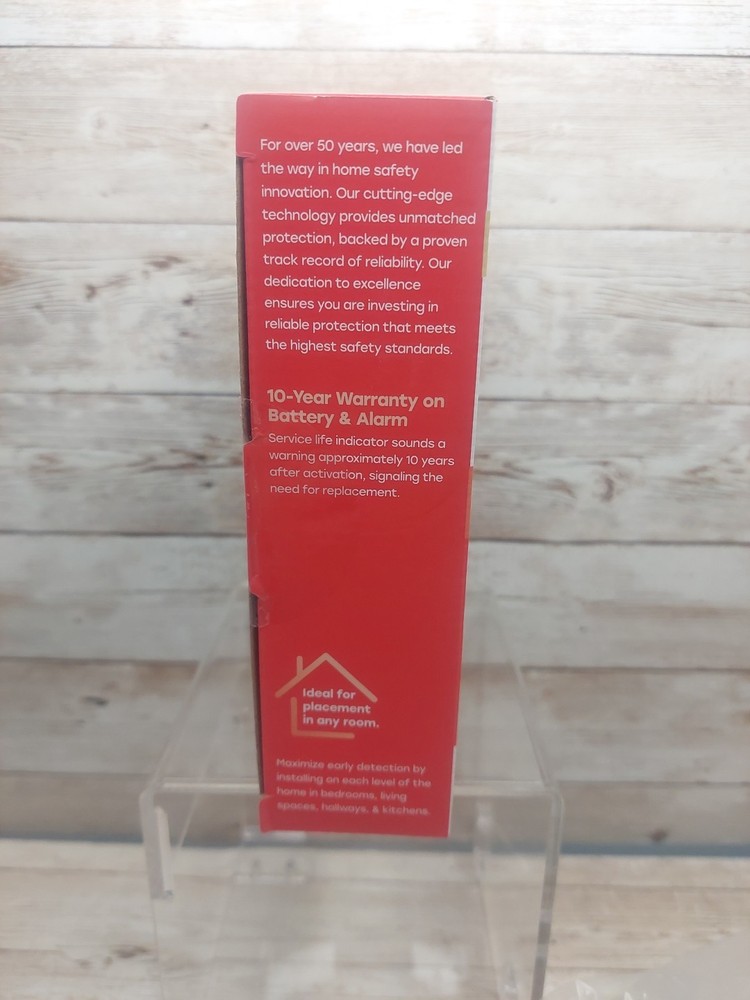 For over 50 years, we have led
the way in home safety
innovation. Our cutting-edge
technology provides unmatched
protection, backed by a proven
track record of reliability. Our
dedication to excellence
ensures you are investing in
reliable protection that meets
the highest safety standards.
10-Year Warranty on
Battery & Alarm
Service life indicator sounds a
warning approximately 10 years
after activation, signaling the
need for replacement.
Ideal for
placement
in any room.
Maximize early detection by
installing on each level of the
home in bedrooms, living
spaces, hallways, & kitchens.